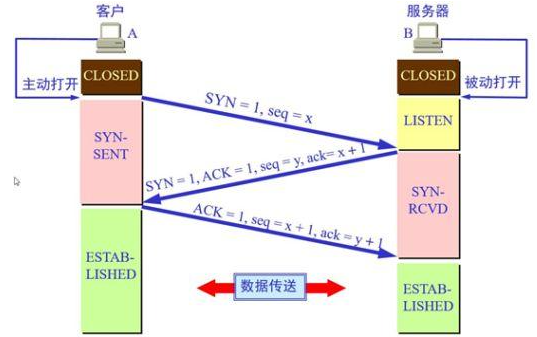 客户
服务器
A
B
主动打开
CLOSED
CLOSED
被动打开
SYN = 1, seq = x
LISTEN
SYN-
SENT
SYN = 1, ACK = 1, seq = y, ack= x + 1
SYN-
RCVD
ACK = 1, seq = x + 1, ack = y + 1
ESTAB-
LISHED
数据传送
ESTAB-
LISHED